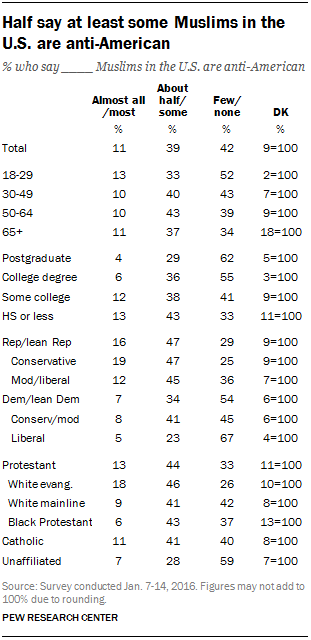 Half say at least some Muslims in the
U.S. are anti-American
% who say ____ Muslims in the U.S. are anti-American
Almost all /most About half/ some Few/ none DK
% % % %
Total 11 39 42 9=100
18-29 13 33 52 2=100
30-49 10 40 43 7=100
50-64 10 43 39 9=100
65+ 11 37 34 18=100
Postgraduate 4 29 62 5=100
College degree 6 36 55 3=100
Some college 12 38 41 9=100
HS or less 13 43 33 11=100
Rep/lean Rep 16 47 29 9=100
Conservative 19 47 25 9=100
Mod/liberal 12 45 36 7=100
Dem/lean Dem 7 34 54 6=100
Conserv/mod 8 41 45 6=100
Liberal 5 23 67 4=100
Protestant 13 44 33 11=100
White evang. 18 46 26 10=100
White mainline 9 41 42 8=100
Black Protestant 6 43 37 13=100
Catholic 11 41 40 8=100
Unaffiliated 7 28 59 7=100
Source: Survey conducted Jan. 7-14, 2016. Figures may not add to
100% due to rounding.
PEW RESEARCH CENTER